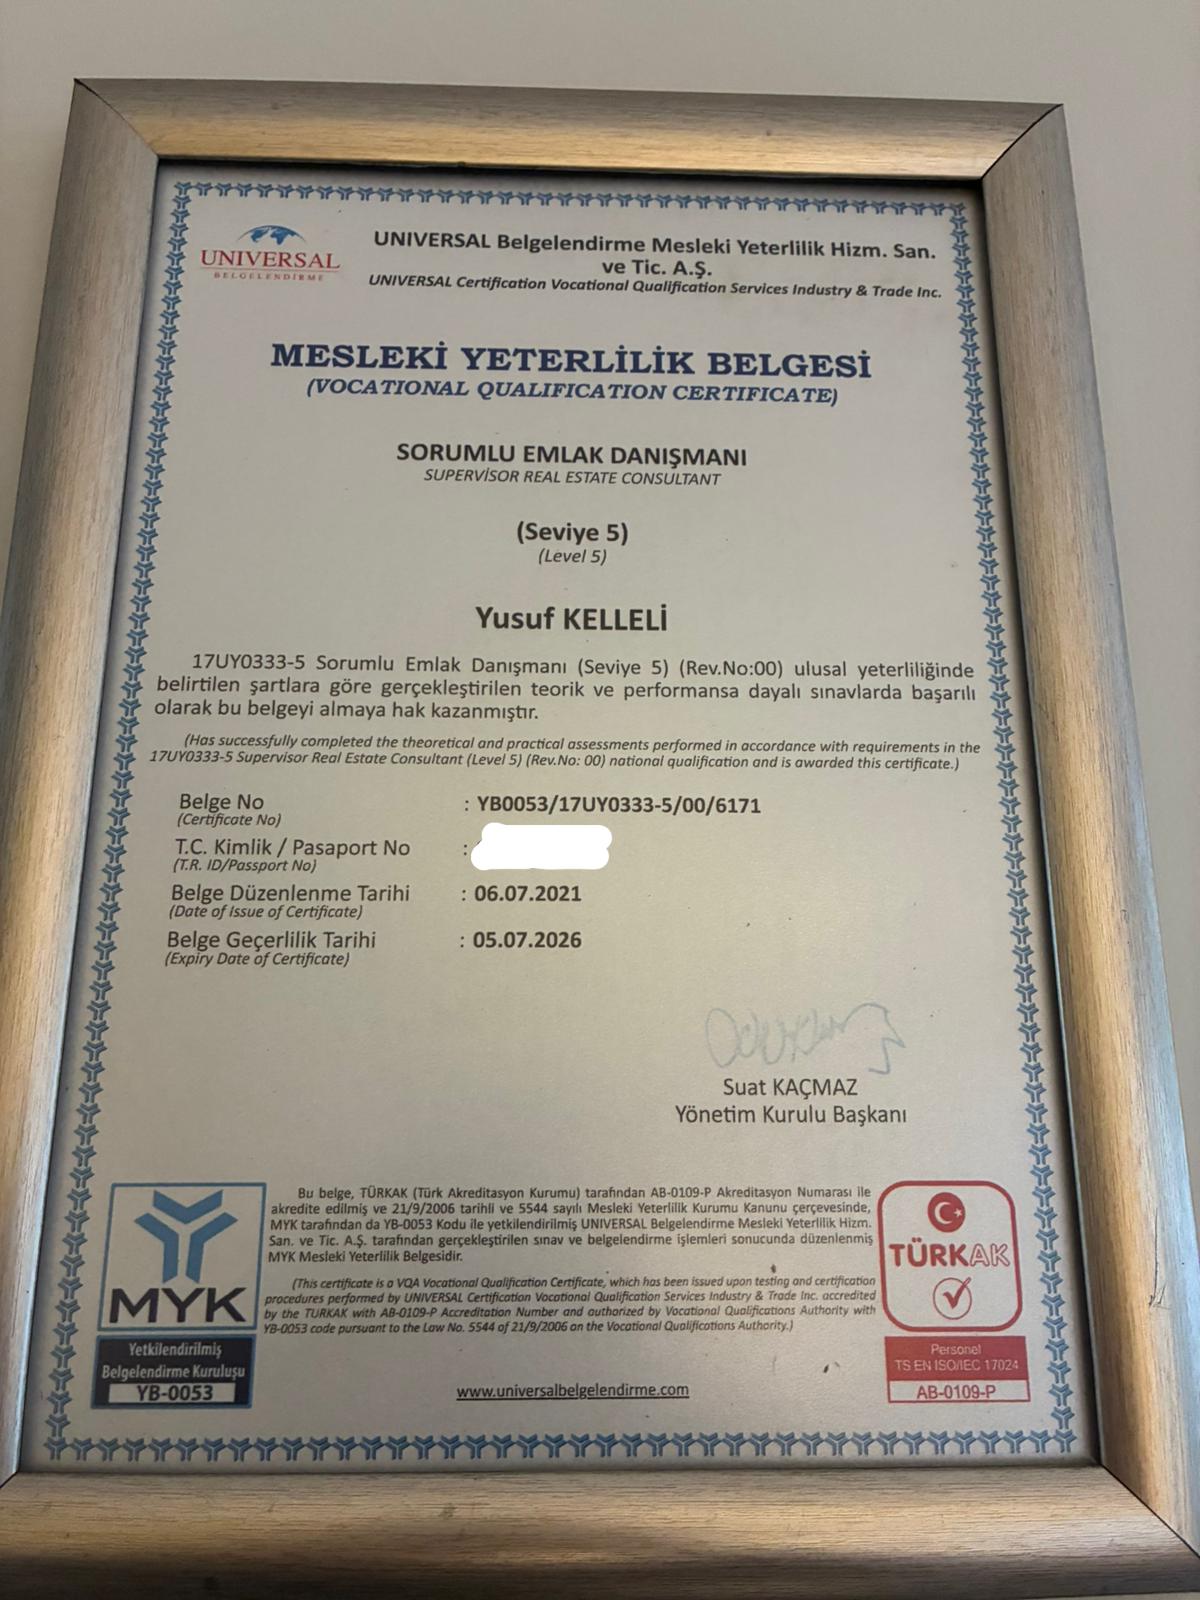 UNIVERSAL
BELGELENDİRME
UNIVERSAL Belgelendirme Mesleki Yeterlilik Hizm. San.
ve Tic. A.Ş.
UNIVERSAL Certification Vocational Qualification Services Industry & Trade Inc.
MESLEKİ YETERLİLİK BELGESİ
(VOCATIONAL QUALIFICATION CERTIFICATE)
SORUMLU EMLAK DANIŞMANI
SUPERVİSOR REAL ESTATE CONSULTANT
(Seviye 5)
(Level 5)
Yusuf KELLELİ
17UY0333-5 Sorumlu Emlak Danışmanı (Seviye 5) (Rev.No:00) ulusal yeterliliğinde
belirtilen şartlara göre gerçekleştirilen teorik ve performansa dayalı sınavlarda başarılı
olarak bu belgeyi almaya hak kazanmıştır.
(Has successfully completed the theoretical and practical assessments performed in accordance with requirements in the
17UY0333-5 Supervisor Real Estate Consultant (Level 5) (Rev.No: 00) national qualification and is awarded this certificate.)
Belge No : YB0053/17UY0333-5/00/6171
(Certificate No)
T.C. Kimlik / Pasaport No :
(T.R. ID/Passport No)
Belge Düzenlenme Tarihi : 06.07.2021
(Date of Issue of Certificate)
Belge Geçerlilik Tarihi : 05.07.2026
(Expiry Date of Certificate)
Suat KAÇMAZ
Yönetim Kurulu Başkanı
MYK
Yetkilendirilmiş
Belgelendirme Kuruluşu
YB-0053
Bu belge, TÜRKAK (Türk Akreditasyon Kurumu) tarafından AB-0109-P Akreditasyon Numarası ile
akredite edilmiş ve 21/9/2006 tarihli ve 5544 sayılı Mesleki Yeterlilik Kurumu Kanunu çerçevesinde,
MYK tarafından da YB-0053 Kodu ile yetkilendirilmiş UNIVERSAL Belgelendirme Mesleki Yeterlilik Hizm.
San. ve Tic. A.Ş. tarafından gerçekleştirilen sınav ve belgelendirme işlemleri sonucunda düzenlenmiş
MYK Mesleki Yeterlilik Belgesidir.
(This certificate is a VQA Vocational Qualification Certificate, which has been issued upon testing and certification
procedures performed by UNIVERSAL Certification Vocational Qualification Services Industry & Trade Inc. accredited
by the TURKAK with AB-0109-P Accreditation Number and authorized by Vocational Qualifications Authority with
YB-0053 code pursuant to the Law No. 5544 of 21/9/2006 on the Vocational Qualifications Authority.)
www.universalbelgelendirme.com
TÜRKAK
Personel
TS EN ISO/IEC 17024
AB-0109-P